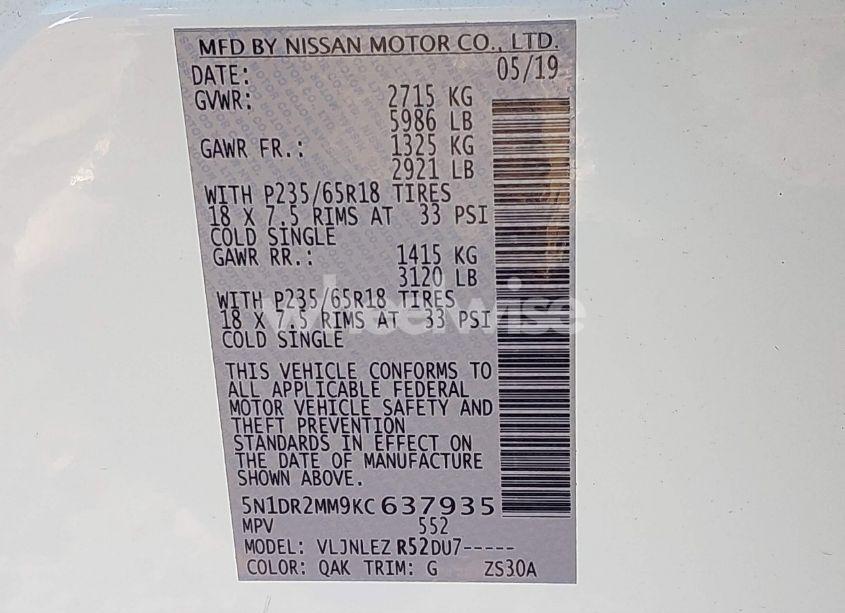 MFD BY NISSAN MOTOR CO., LTD.
DATE: 05/19
GVWR: 2715 KG
5986 LB
GAWR FR.: 1325 KG
2921 LB
WITH P235/65R18 TIRES
18 X 7.5 RIMS AT 33 PSI
COLD SINGLE
GAWR RR.: 1415 KG
3120 LB
WITH P235/65R18 TIRES
18 X 7.5 RIMS AT 33 PSI
COLD SINGLE
wheelwise
THIS VEHICLE CONFORMS TO
ALL APPLICABLE FEDERAL
MOTOR VEHICLE SAFETY AND
THEFT PREVENTION
STANDARDS IN EFFECT ON
THE DATE OF MANUFACTURE
SHOWN ABOVE.
5N1DR2MM9KC637935
MPV 552
MODEL: VLJNLEZ R52DU7-----
COLOR: QAK TRIM: G ZS30A